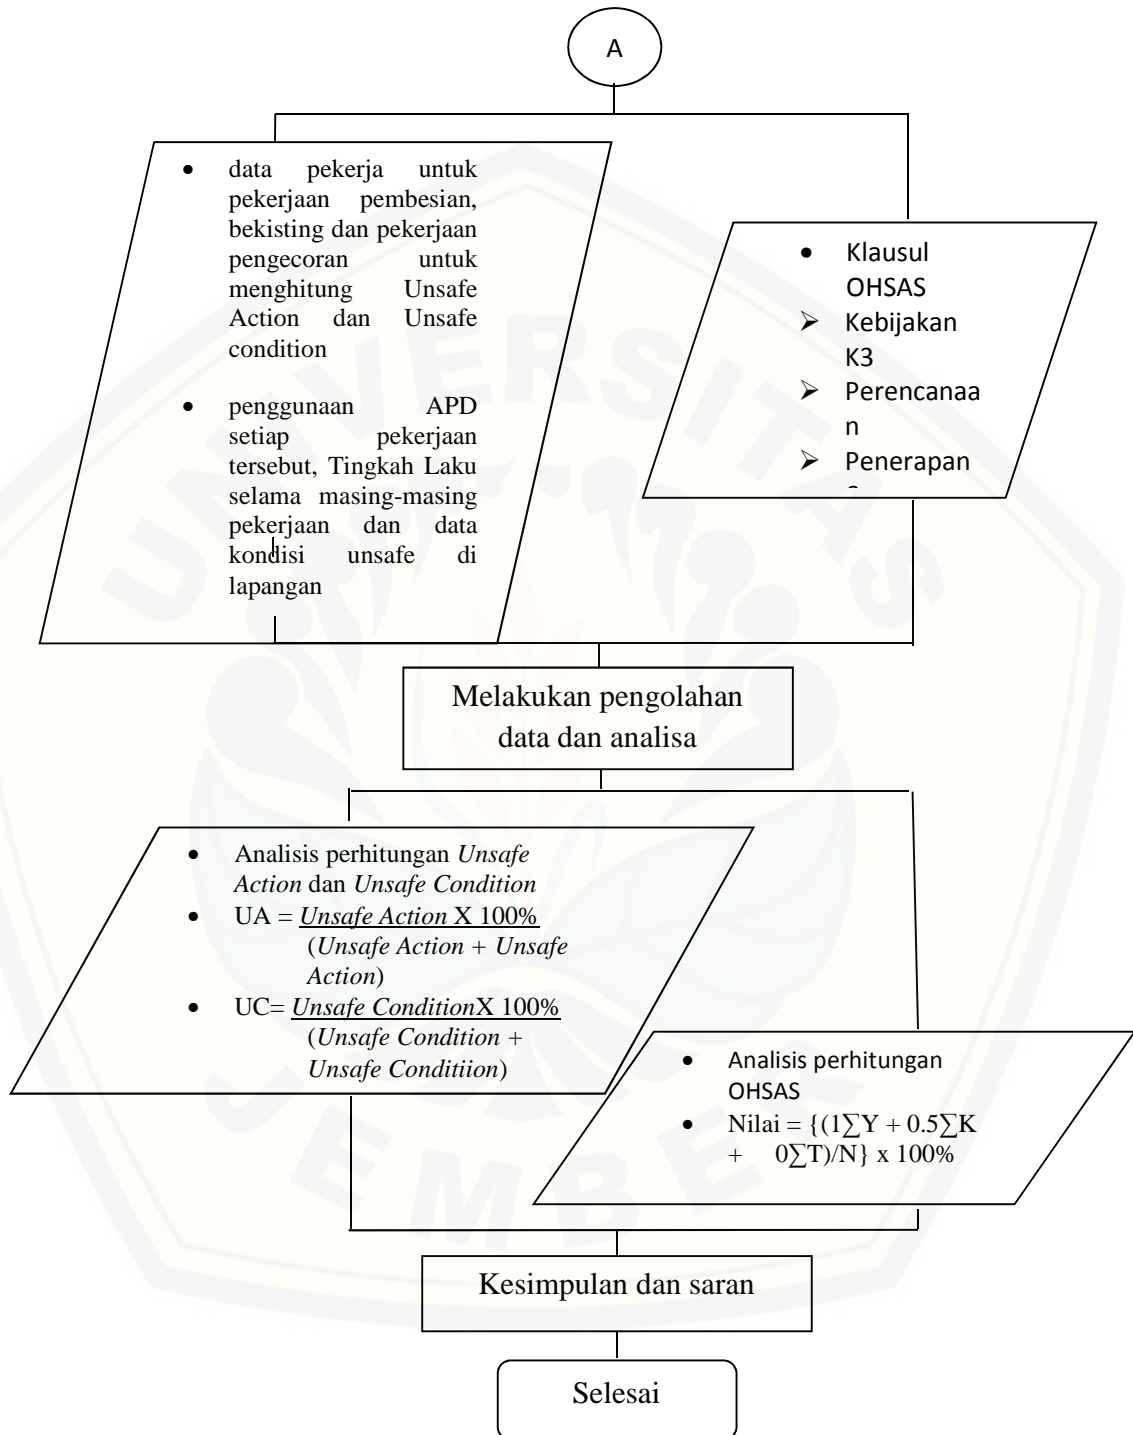 A
• data pekerja untuk
pekerjaan pembesian,
bekisting dan pekerjaan
pengecoran untuk
menghitung Unsafe
Action dan Unsafe
condition
• penggunaan APD
setiap pekerjaan
tersebut, Tingkah Laku
selama masing-masing
pekerjaan dan data
kondisi unsafe di
lapangan
• Klausul
OHSAS
➢ Kebijakan
K3
➢ Perencanaa
n
➢ Penerapan
Melakukan pengolahan
data dan analisa
• Analisis perhitungan Unsafe
Action dan Unsafe Condition
• UA = Unsafe Action X 100%
(Unsafe Action + Unsafe
Action)
• UC= Unsafe ConditionX 100%
(Unsafe Condition +
Unsafe Conditiion)
• Analisis perhitungan
OHSAS
• Nilai = {(1∑Y + 0.5∑K
+ 0∑T)/N} x 100%
Kesimpulan dan saran
Selesai
UNIVERSITAS
JEMBER